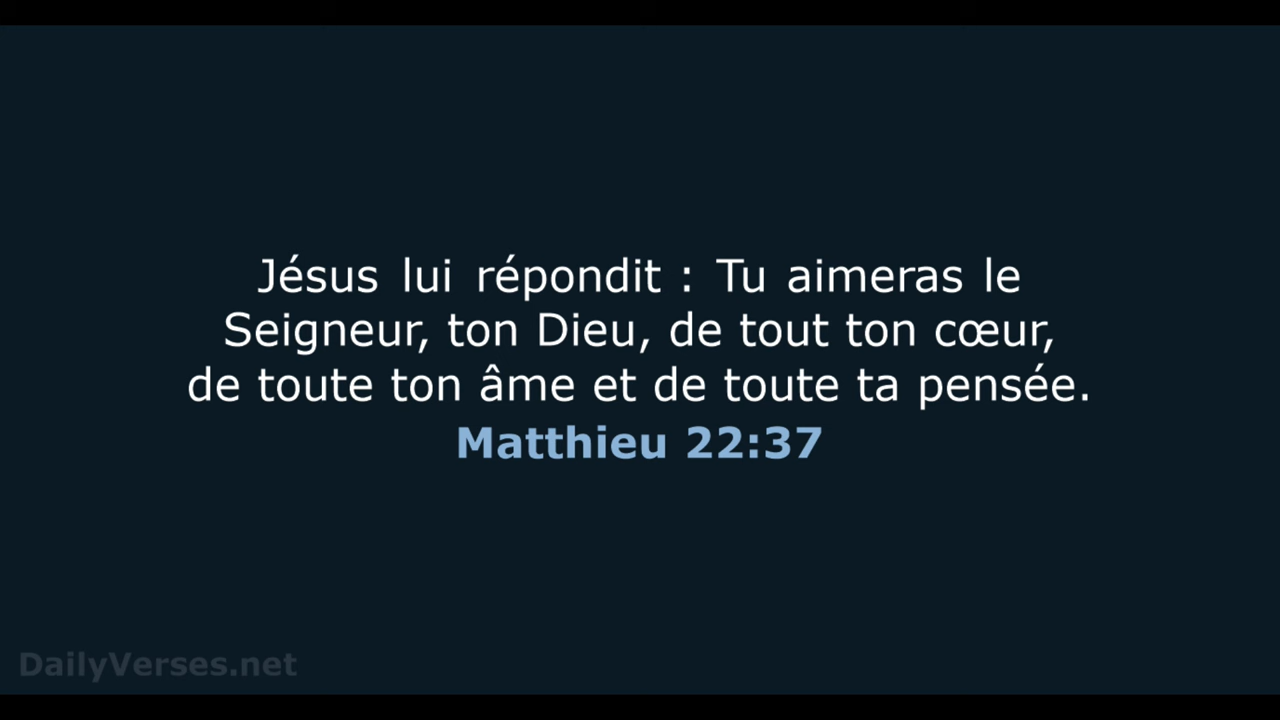 Jésus lui répondit : Tu aimeras le
Seigneur, ton Dieu, de tout ton cœur,
de toute ton âme et de toute ta pensée.
Matthieu 22:37
DailyVerses.net